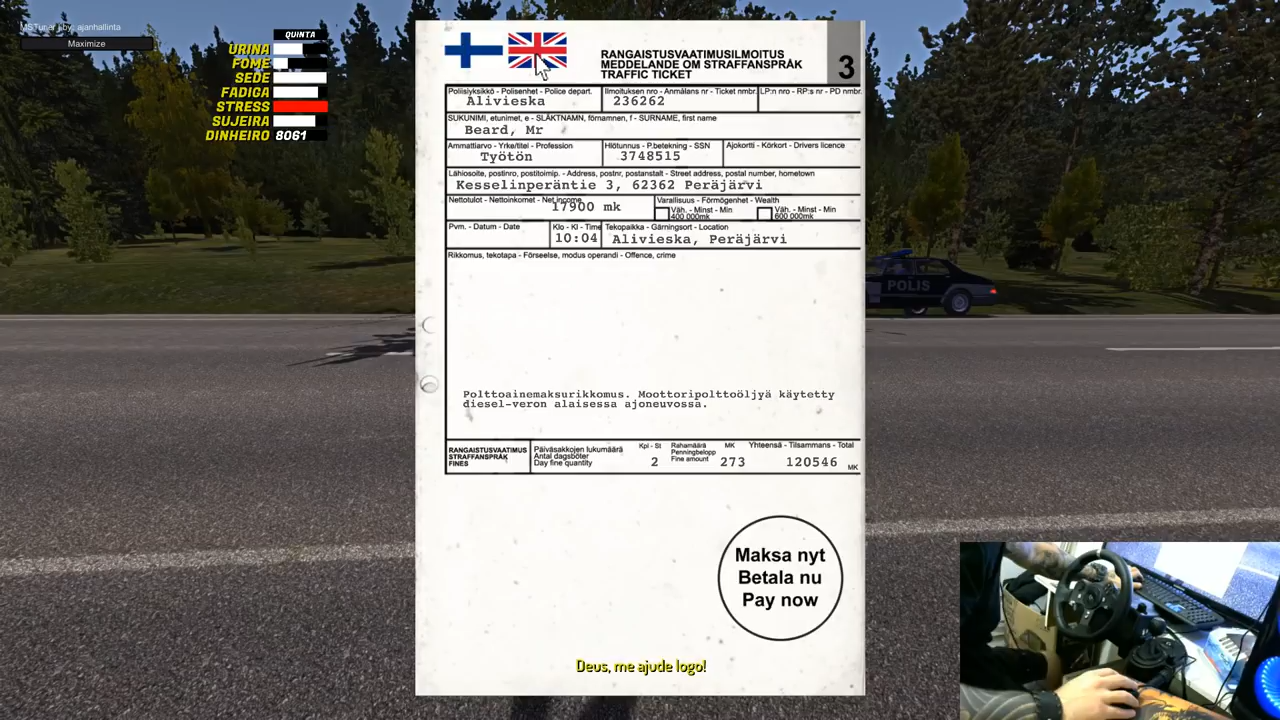 MSTuner | by: ajanhallinta
Maximize
QUINTA
URINA
FOME
SEDE
FADIGA
STRESS
SUJEIRA
DINHEIRO 8061
RANGAISTUSVAATIMUSILMOITUS
MEDDELANDE OM STRAFFANSPRÅK
TRAFFIC TICKET
3
Poliisiyksikkö - Polisenhet - Police depart.
Alivieska
Ilmoituksen nro - Anmälans nr - Ticket nmbr.
236262
LP:n nro - RP:s nr - PD nmbr.
SUKUNIMI, etunimet, e - SLÄKTNAMN, förnamnen, f - SURNAME, first name
Beard, Mr
Ammattiarvo - Yrke/titel - Profession
Työtön
Hlötunnus - P.betekning - SSN
3748515
Ajokortti - Körkort - Drivers licence
Lähiosoite, postinro, postitoimip. - Address, postnr, postanstalt - Street address, postal number, hometown
Kesselinperäntie 3, 62362 Peräjärvi
Nettotulot - Nettoinkomet - Net income
17900 mk
Varallisuus - Förmögenhet - Wealth
Väh. - Minst - Min
400 000mk
Väh. - Minst - Min
600 000mk
Pvm. - Datum - Date
Klo - Kl - Time
10:04
Tekopaikka - Gärningsort - Location
Alivieska, Peräjärvi
Rikkomus, tekotapa - Förseelse, modus operandi - Offence, crime
Polttoainemaksurikkomus. Moottoripolttoöljyä käytetty
diesel-veron alaisessa ajoneuvossa.
RANGAISTUSVAATIMUS
STRAFFANSPRÅK
FINES
Päiväsakkojen lukumäärä
Antal dagsböter
Day fine quantity
Kpl - St
2
Rahamäärä
Penningbelopp
Fine amount
MK
273
Yhteensä - Tilsammans - Total
120546 MK
Maksa nyt
Betala nu
Pay now
POLIS
Deus, me ajude logo!